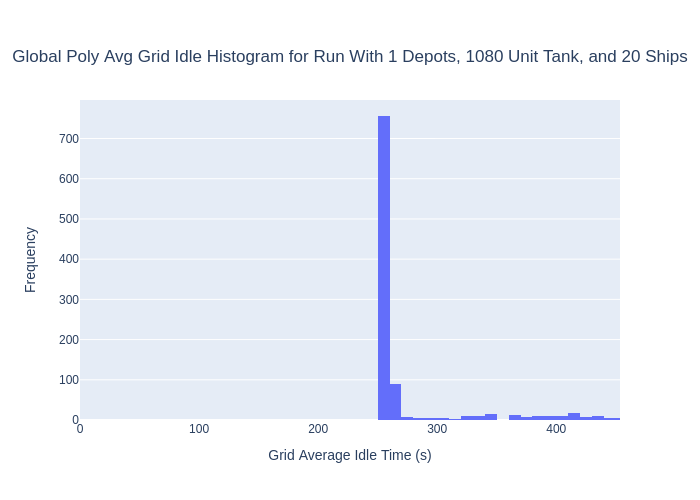 Global Poly Avg Grid Idle Histogram for Run With 1 Depots, 1080 Unit Tank, and 20 Ships
Frequency
700
600
500
400
300
200
100
0
0 100 200 300 400
Grid Average Idle Time (s)